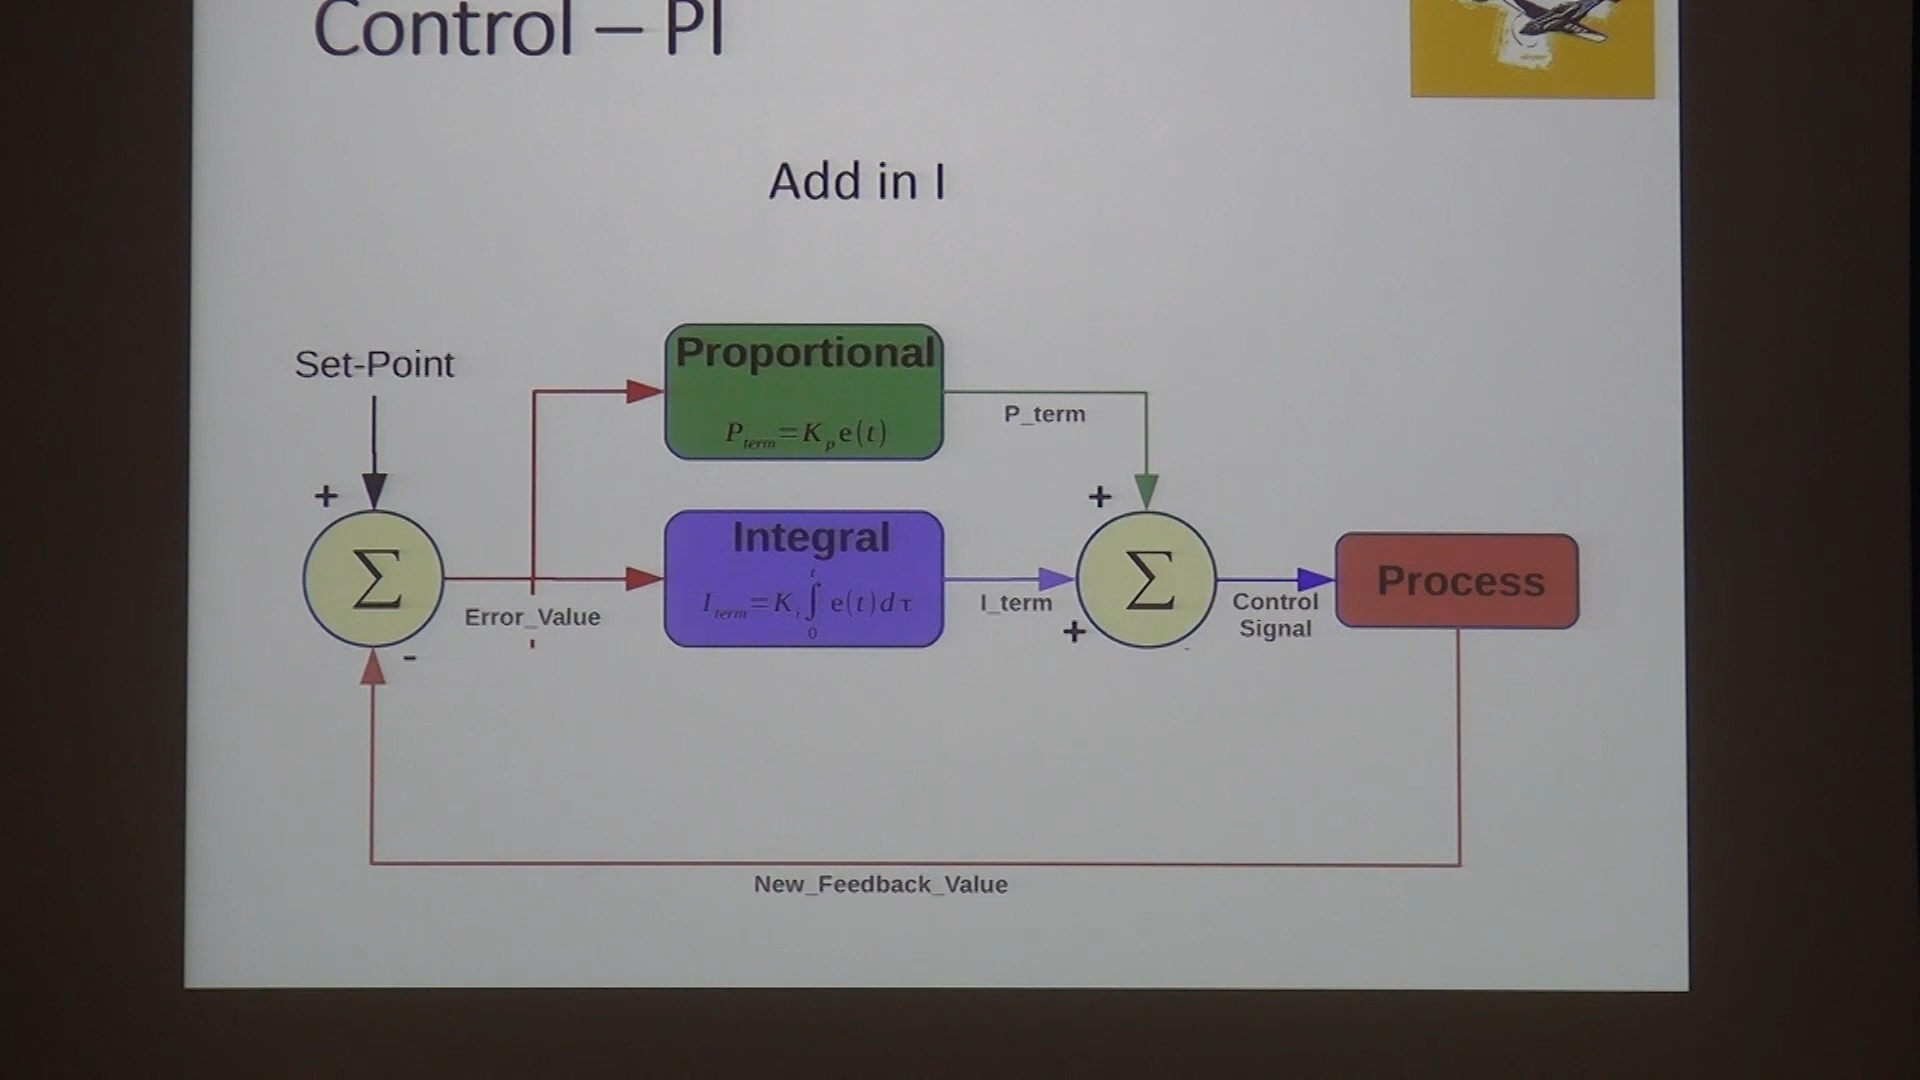 Control – PI
Add in I
Set-Point
Proportional
P_term = K_p e(t)
P_term
+
+
Σ
Integral
I_term = K_i ∫_0^t e(t) dτ
Σ
Process
Error_Value
I_term
+
Control
Signal
-
New_Feedback_Value